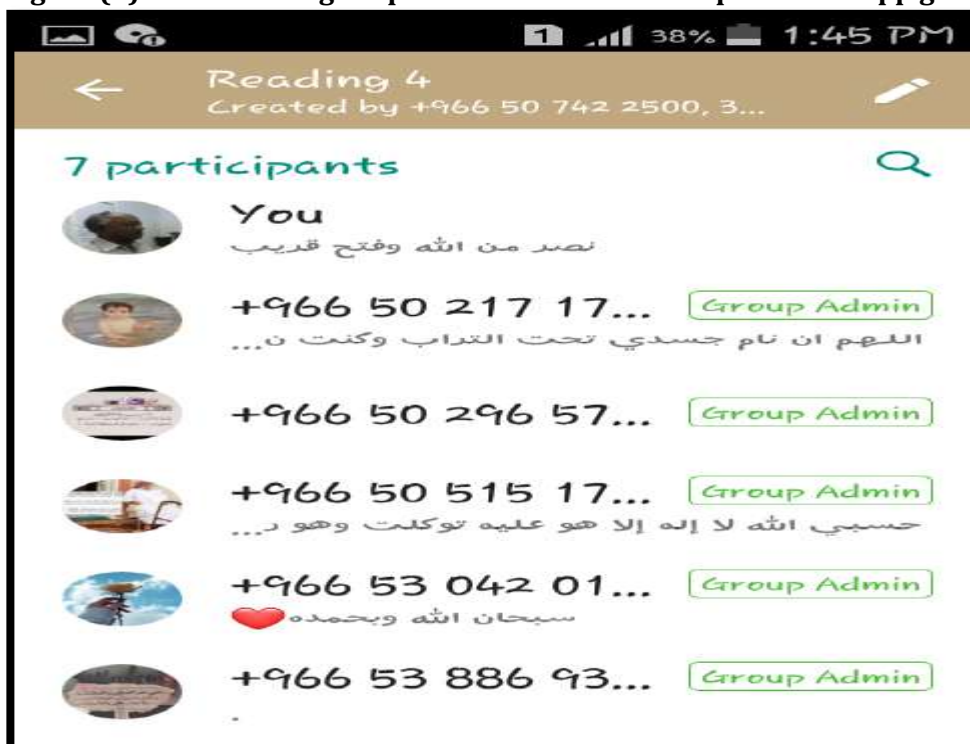 1 38% 1:45 PM
Reading 4
Created by +966 50 742 2500, 3...
7 participants
You
نصر من الله وفتح قريب
+966 50 217 17... Group Admin
اللهم ان نام جسدي تحت التراب وكنت ن...
+966 50 296 57... Group Admin
+966 50 515 17... Group Admin
حسبي الله لا إله إلا هو عليه توكلت وهو ر...
+966 53 042 01... Group Admin
سبحان الله وبحمده❤️
+966 53 886 93... Group Admin
.